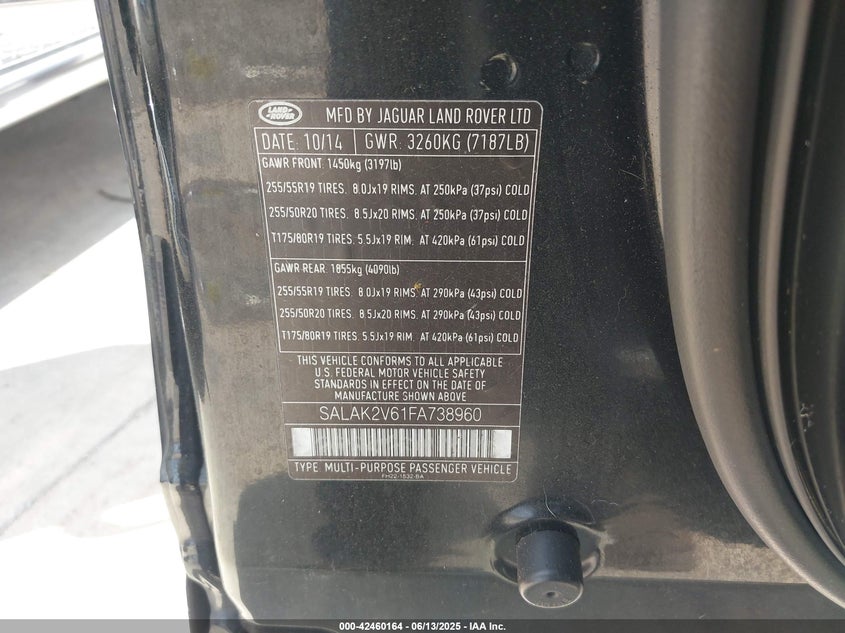 LAND ROVER
MFD BY JAGUAR LAND ROVER LTD
DATE: 10/14 GWR: 3260KG (7187LB)
GAWR FRONT: 1450kg (3197lb)
255/55R19 TIRES. 8.0Jx19 RIMS. AT 250kPa (37psi) COLD
255/50R20 TIRES. 8.5Jx20 RIMS. AT 250kPa (37psi) COLD
T175/80R19 TIRES. 5.5Jx19 RIM. AT 420kPa (61psi) COLD
GAWR REAR: 1855kg (4090lb)
255/55R19 TIRES. 8.0Jx19 RIMS. AT 290kPa (43psi) COLD
255/50R20 TIRES. 8.5Jx20 RIMS. AT 290kPa (43psi) COLD
T175/80R19 TIRES. 5.5Jx19 RIM. AT 420kPa (61psi) COLD
THIS VEHICLE CONFORMS TO ALL APPLICABLE
U.S. FEDERAL MOTOR VEHICLE SAFETY
STANDARDS IN EFFECT ON THE DATE OF
MANUFACTURE SHOWN ABOVE
SALAK2V61FA738960
TYPE: MULTI-PURPOSE PASSENGER VEHICLE
FH22-1532-BA
000-42460164 - 06/13/2025 - IAA Inc.